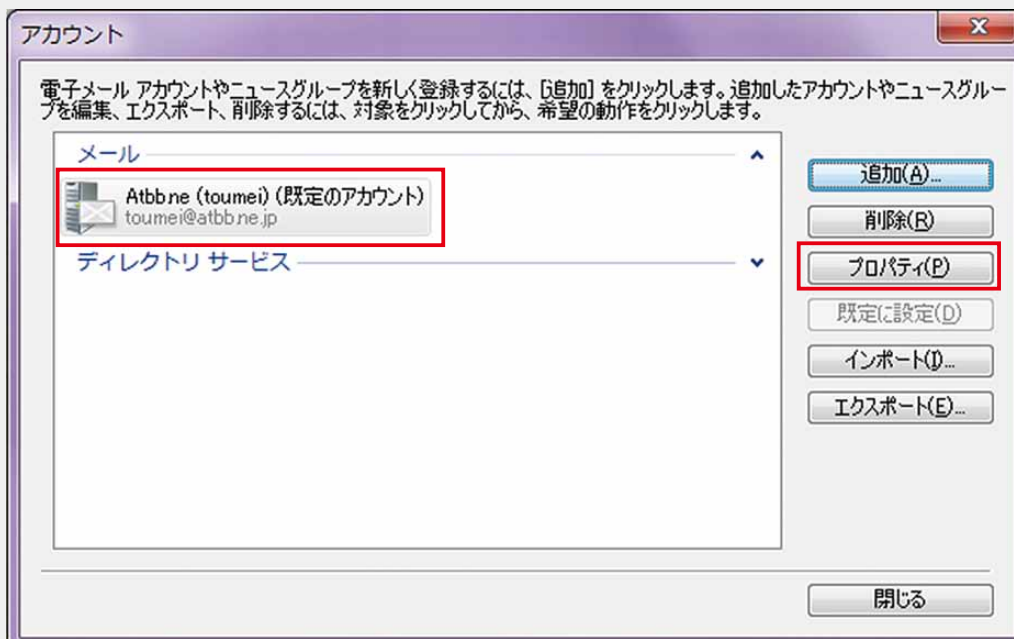 アカウント
電子メール アカウントやニュースグループを新しく登録するには、[追加] をクリックします。追加したアカウントやニュースグルー
プを編集、エクスポート、削除するには、対象をクリックしてから、希望の動作をクリックします。
メール
Atbb.ne (toumei) (既定のアカウント)
toumei@atbb.ne.jp
ディレクトリ サービス
追加(A)...
削除(R)
プロパティ(P)
既定に設定(D)
インポート(I)...
エクスポート(E)...
閉じる